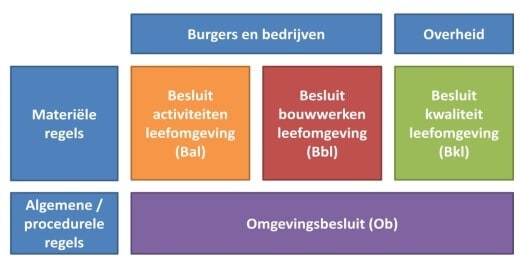 Burgers en bedrijven
Overheid
Materiële
regels
Besluit
activiteiten
leefomgeving
(Bal)
Besluit
bouwwerken
leefomgeving
(Bbl)
Besluit
kwaliteit
leefomgeving
(Bkl)
Algemene /
procedurele
regels
Omgevingsbesluit (Ob)